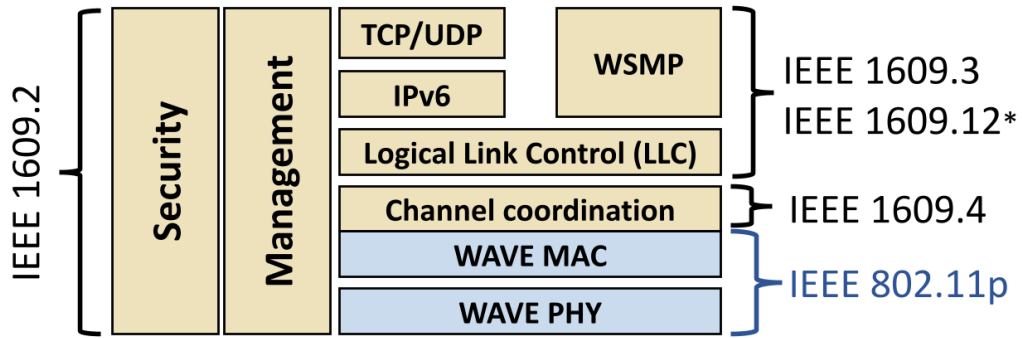 IEEE 1609.2
Security
Management
TCP/UDP
IPv6
WSMP
Logical Link Control (LLC)
Channel coordination
WAVE MAC
WAVE PHY
IEEE 1609.3
IEEE 1609.12*
IEEE 1609.4
IEEE 802.11p